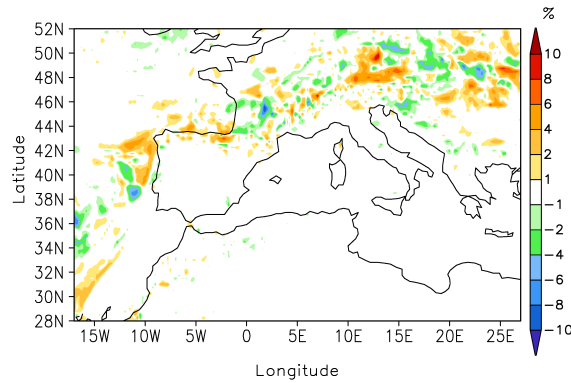 %
52N
50N
48N
46N
44N
42N
40N
38N
36N
34N
32N
30N
28N
Latitude
15W 10W 5W 0 5E 10E 15E 20E 25E
Longitude
10
8
6
4
2
1
−1
−2
−4
−6
−8
−10